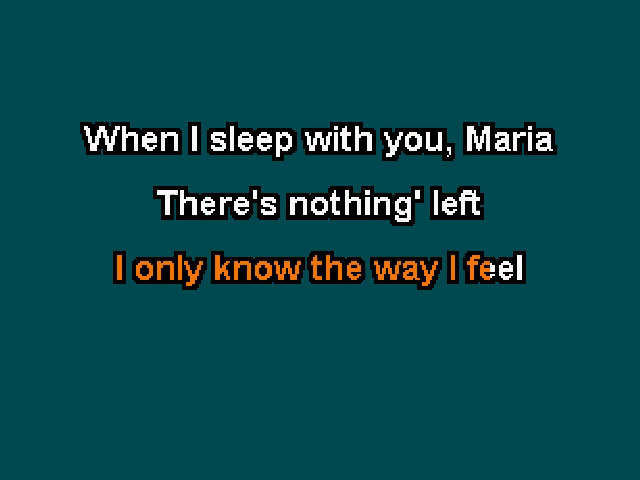 When I sleep with you, Maria
There's nothing' left
I only know the way I feel